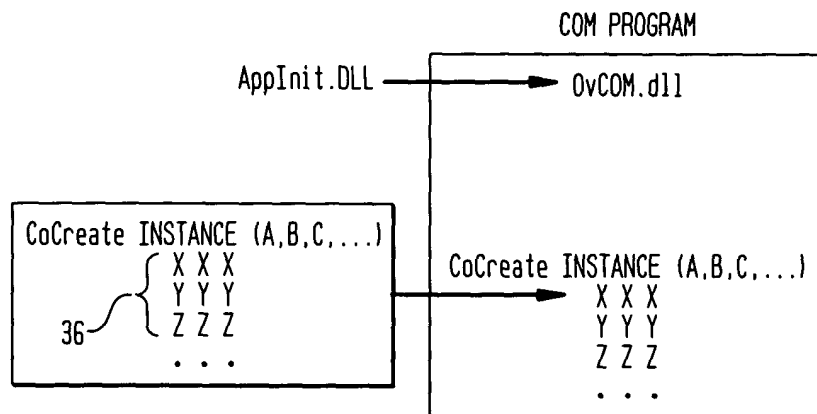 COM PROGRAM
AppInit.DLL
OvCOM.dll
CoCreate INSTANCE (A,B,C,...)
X X X
Y Y Y
Z Z Z
. . .
36
CoCreate INSTANCE (A,B,C,...)
X X X
Y Y Y
Z Z Z
. . .